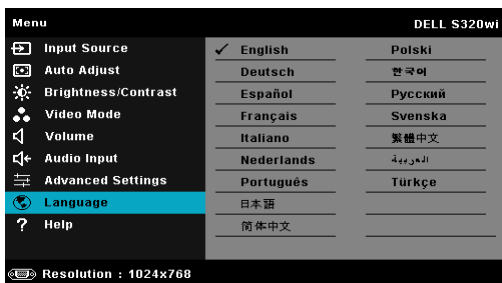 Menu
DELL S320wi
Input Source
Auto Adjust
Brightness/Contrast
Video Mode
Volume
Audio Input
Advanced Settings
Language
Help
English
Deutsch
Español
Français
Italiano
Nederlands
Português
日本語
简体中文
Polski
한국어
Русский
Svenska
繁體中文
العربية
Türkçe
Resolution : 1024x768